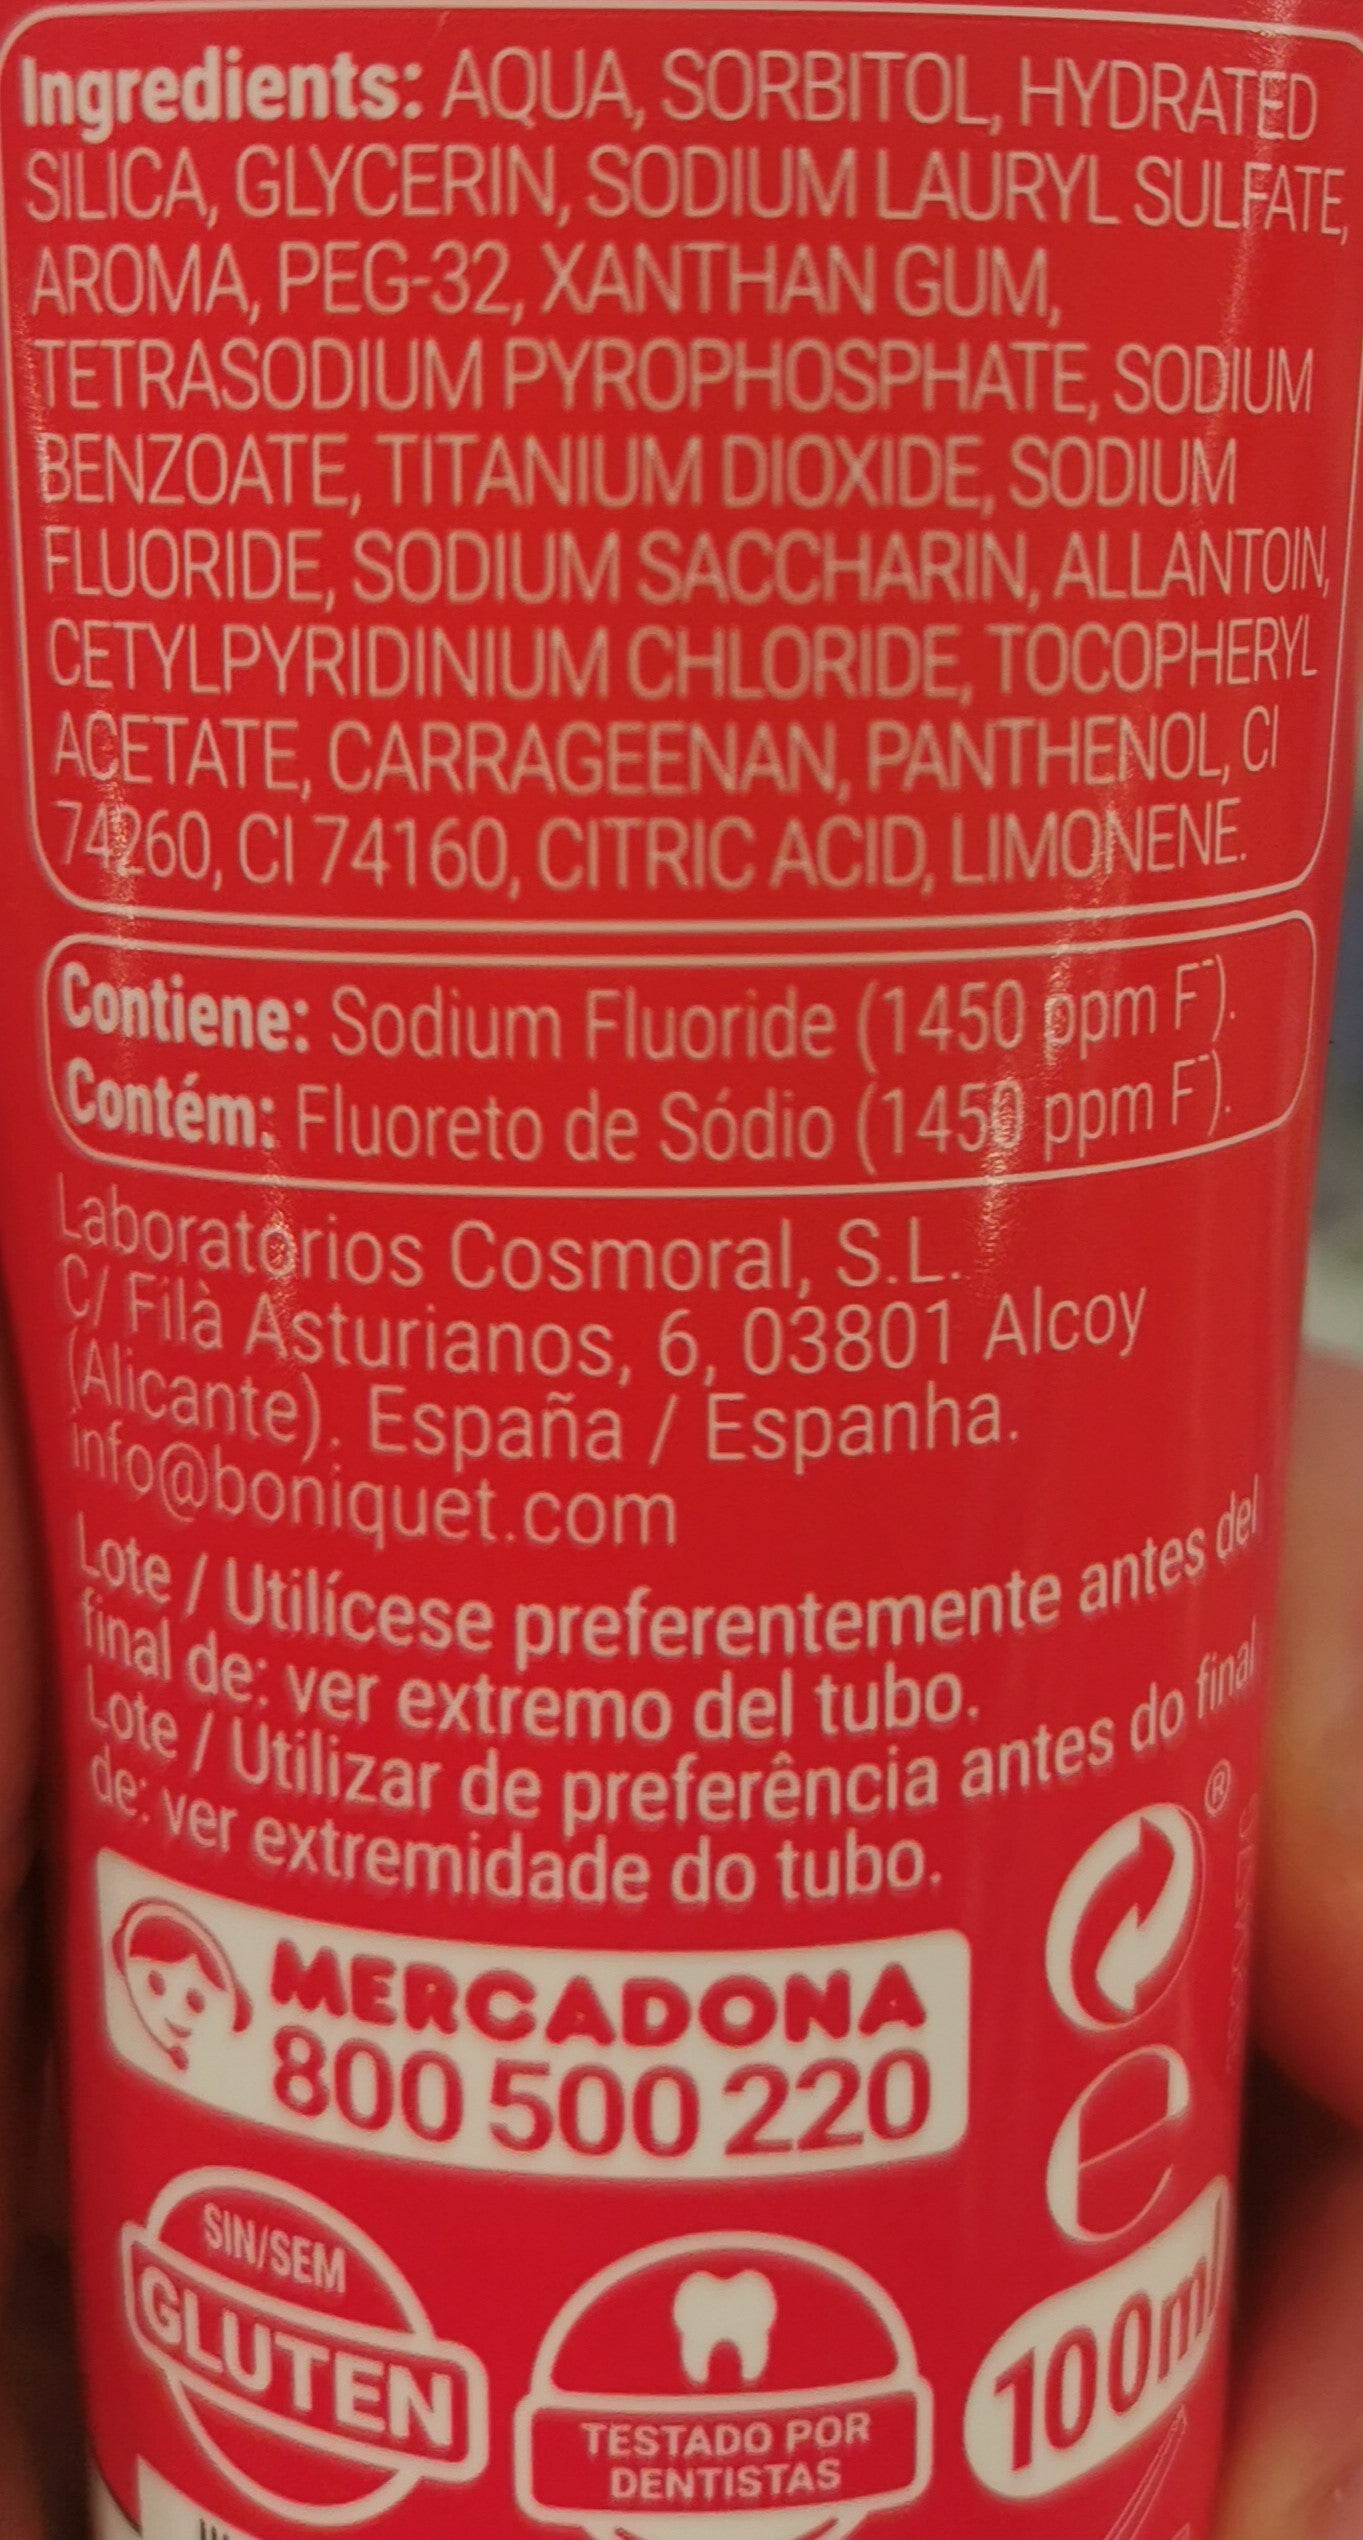 Ingredients: AQUA, SORBITOL, HYDRATED
SILICA, GLYCERIN, SODIUM LAURYL SULFATE,
AROMA, PEG-32, XANTHAN GUM,
TETRASODIUM PYROPHOSPHATE, SODIUM
BENZOATE, TITANIUM DIOXIDE, SODIUM
FLUORIDE, SODIUM SACCHARIN, ALLANTOIN,
CETYLPYRIDINIUM CHLORIDE, TOCOPHERYL
ACETATE, CARRAGEENAN, PANTHENOL, CI
74260, CI 74160, CITRIC ACID, LIMONENE.
Contiene: Sodium Fluoride (1450 ppm F⁻).
Contém: Fluoreto de Sódio (1450 ppm F⁻).
Laboratorios Cosmoral, S.L.
C/ Filà Asturianos, 6, 03801 Alcoy
(Alicante). España / Espanha.
info@boniquet.com
Lote / Utilícese preferentemente antes del
final de: ver extremo del tubo.
Lote / Utilizar de preferência antes do final
de: ver extremidade do tubo.
®
MERCADONA
800 500 220
e
100ml
SIN/SEM
GLUTEN
TESTADO POR
DENTISTAS